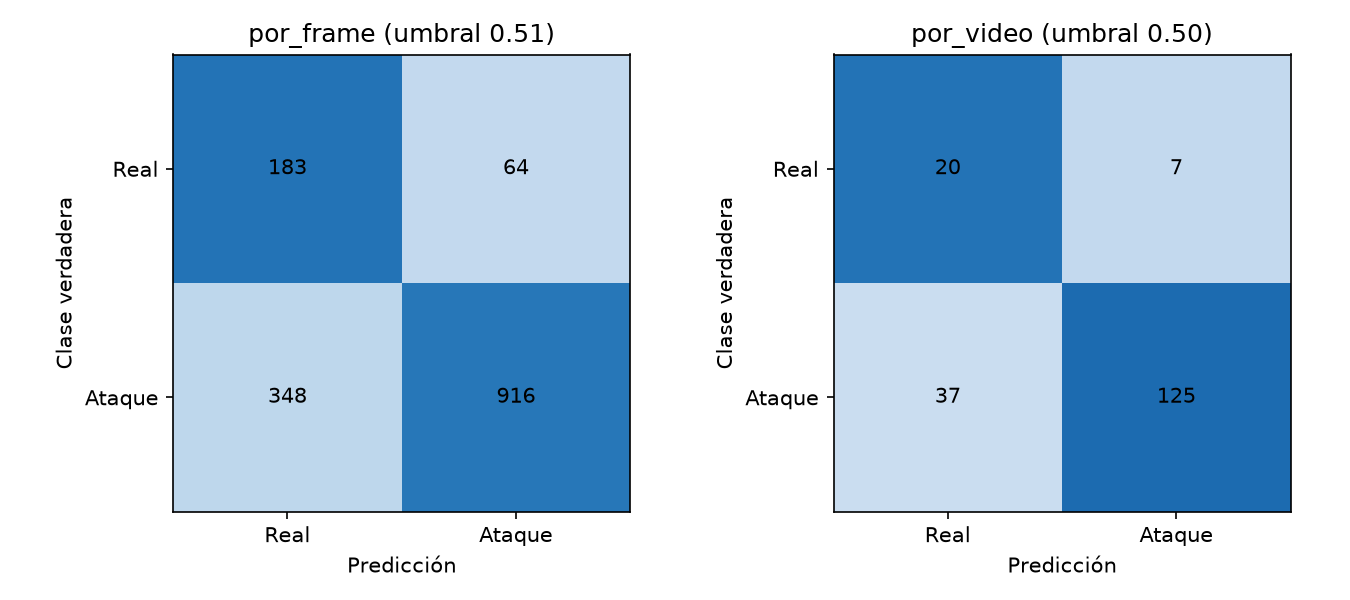 por_frame (umbral 0.51)
Clase verdadera
Real
183
64
Ataque
348
916
Real
Ataque
Predicción
por_video (umbral 0.50)
Clase verdadera
Real
20
7
Ataque
37
125
Real
Ataque
Predicción